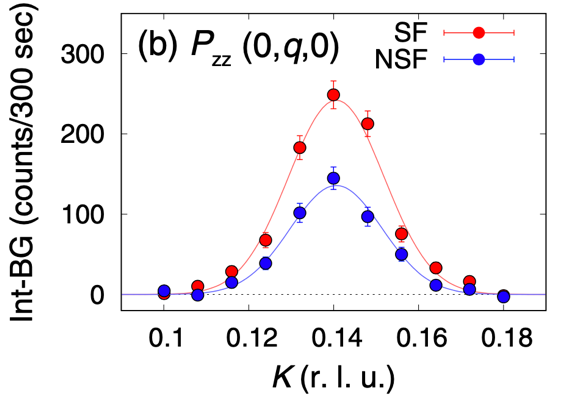 (b) Pzz (0,q,0)
SF
NSF
Int-BG (counts/300 sec)
300
200
100
0
0.1 0.12 0.14 0.16 0.18
K (r. l. u.)